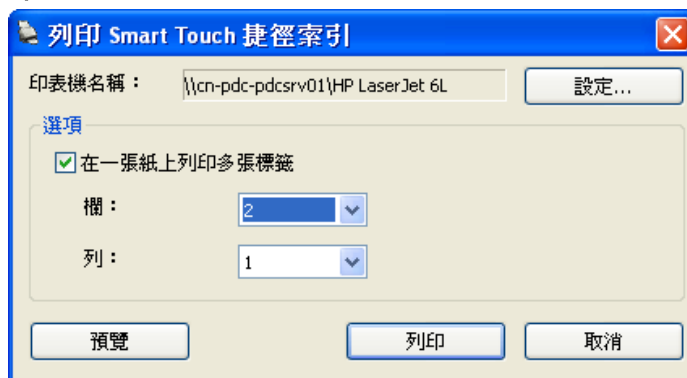 列印 Smart Touch 捷徑索引
印表機名稱： \\cn-pdc-pdcsrv01\HP LaserJet 6L 設定...
選項
在一張紙上列印多張標籤
欄： 2
列： 1
預覽 列印 取消